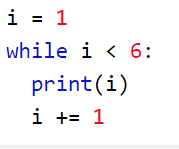 i = 1
while i < 6:
  print(i)
  i += 1